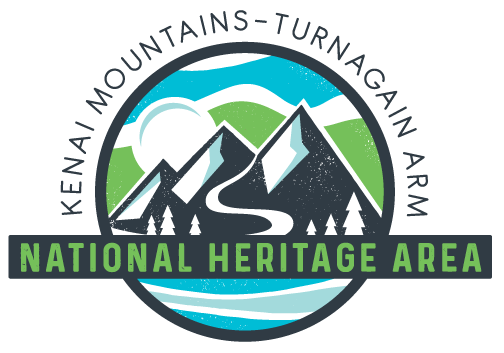 KENAI MOUNTAINS–TURNAGAIN ARM
NATIONAL HERITAGE AREA